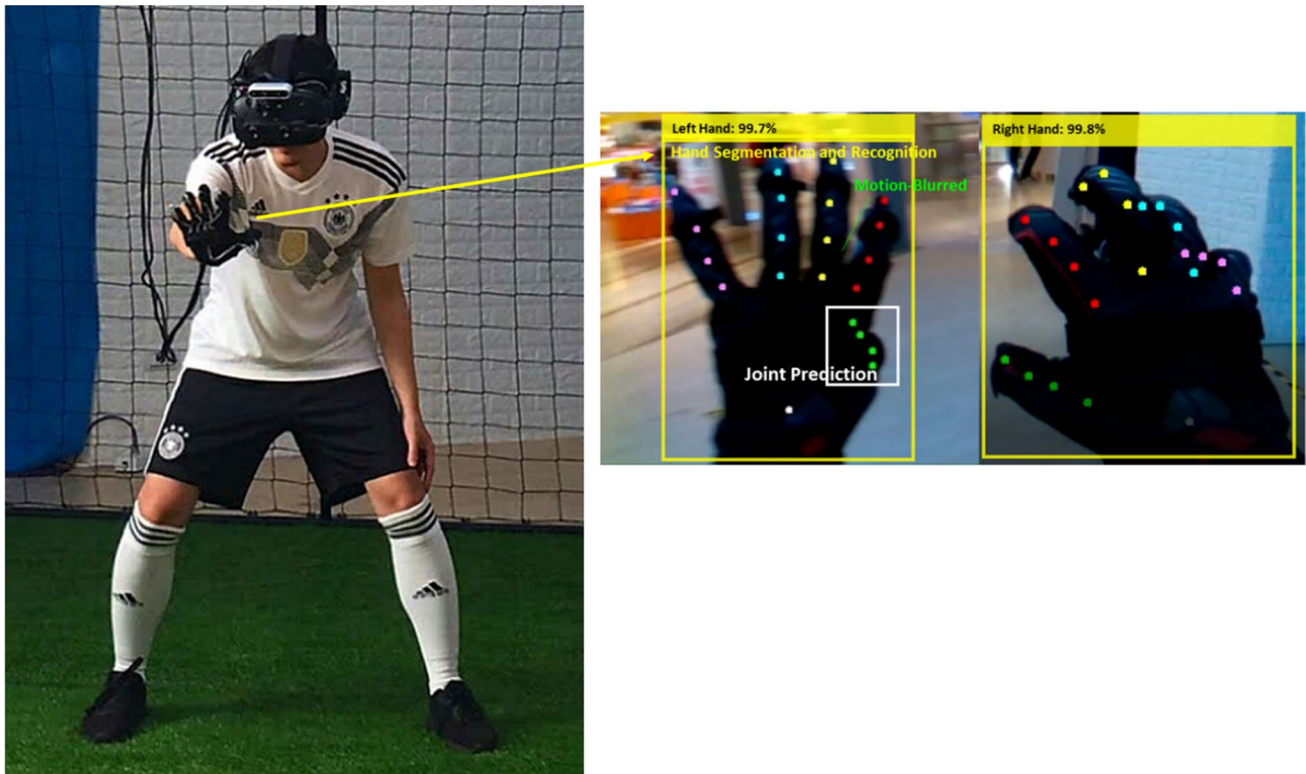 Left Hand: 99.7%
Hand Segmentation and Recognition
Motion-Blurred
Joint Prediction
Right Hand: 99.8%